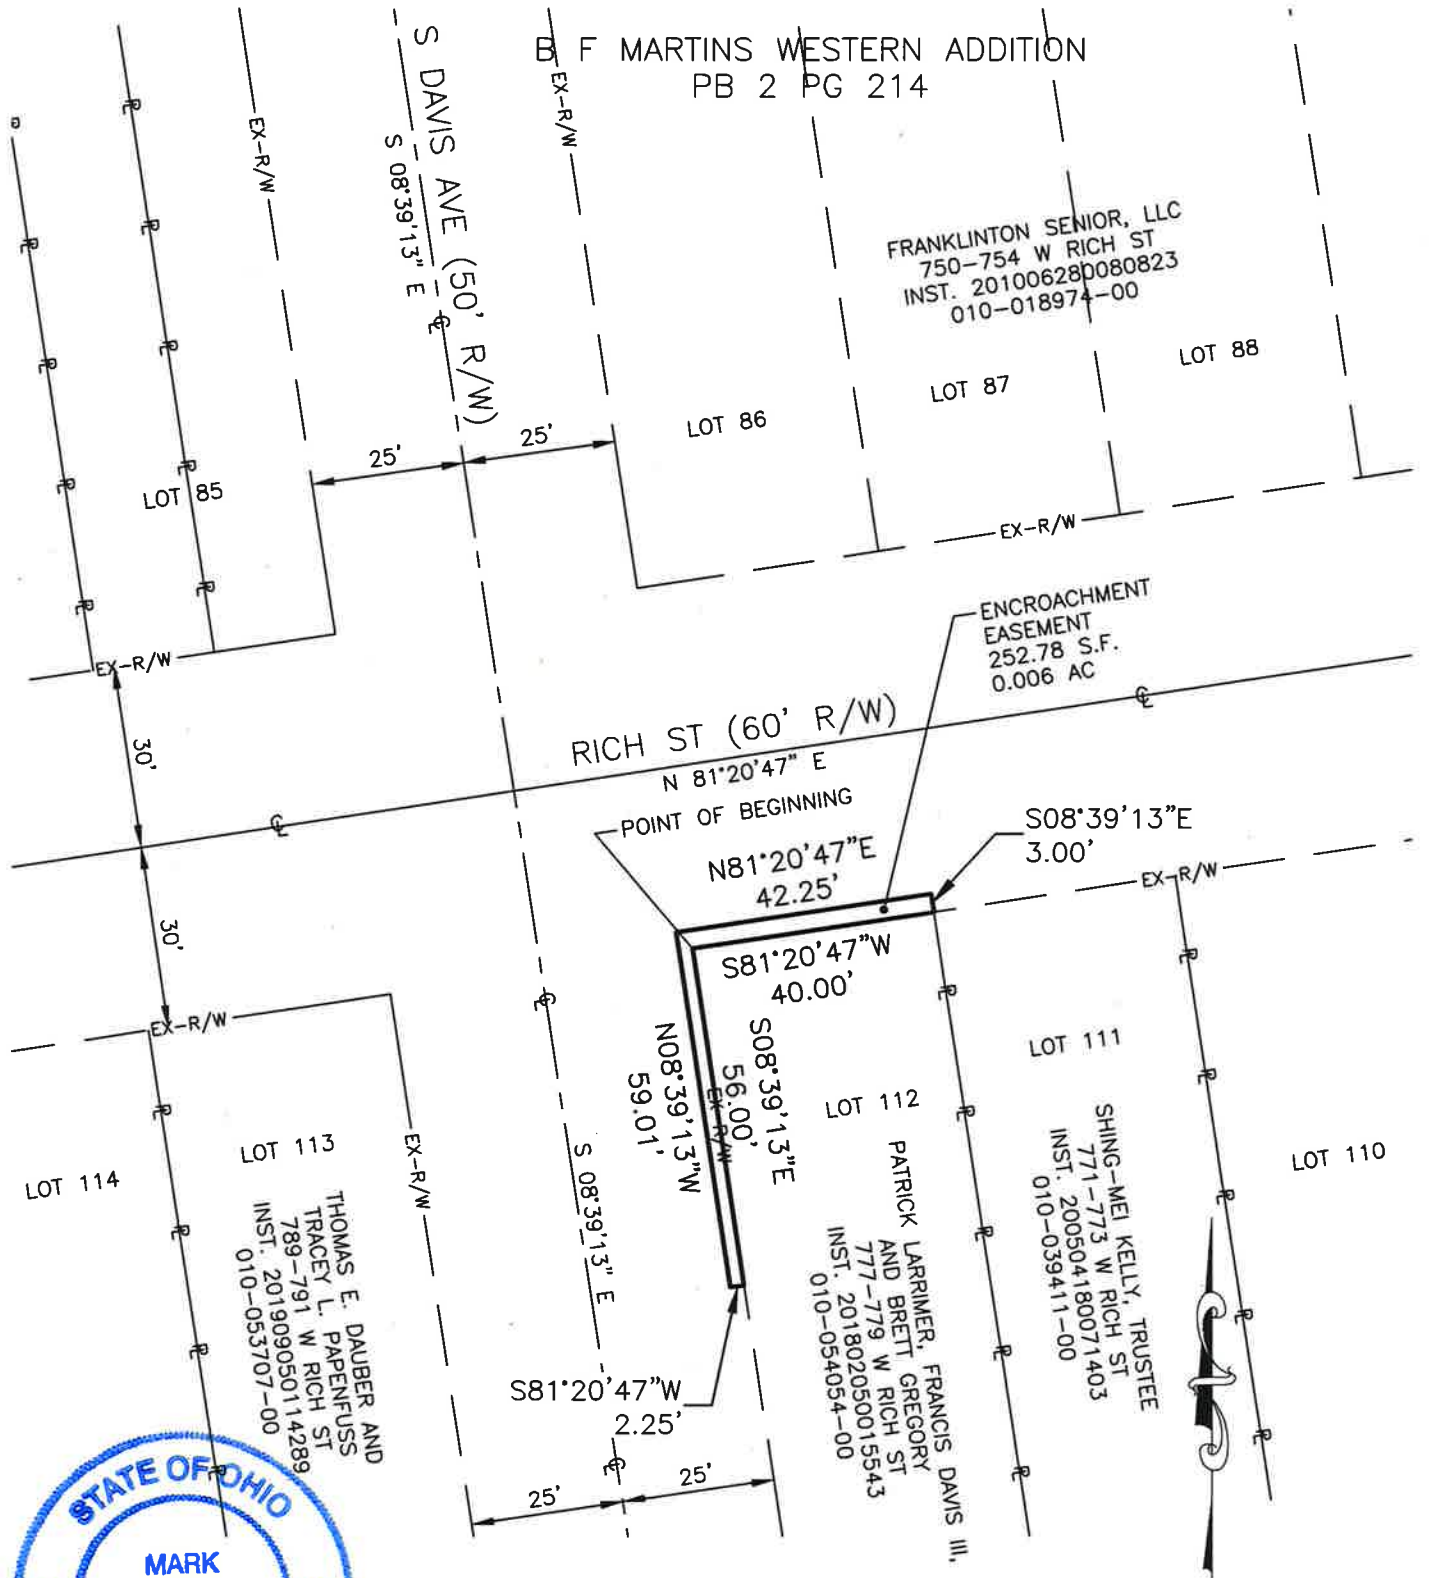 B F MARTINS WESTERN ADDITION
PB 2 PG 214
S DAVIS AVE (50' R/W)
S 08°39'13" E
EX-R/W
EX-R/W
FRANKLINTON SENIOR, LLC
750-754 W RICH ST
INST. 201006280080823
010-018974-00
LOT 88
LOT 87
LOT 86
25'
25'
LOT 85
EX-R/W
EX-R/W
ENCROACHMENT
EASEMENT
252.78 S.F.
0.006 AC
30'
RICH ST (60' R/W)
N 81°20'47" E
POINT OF BEGINNING
S08°39'13"E
3.00'
N81°20'47"E
42.25'
EX-R/W
30'
S81°20'47"W
40.00'
EX-R/W
N08°39'13"W
59.01'
EX-R/W
S08°39'13"E
56.00'
LOT 111
LOT 112
LOT 113
LOT 114
LOT 110
EX-R/W
S 08°39'13" E
THOMAS E. DAUBER AND
TRACEY L. PAPENFUSS
789-791 W RICH ST
INST. 201909050114289
010-053707-00
PATRICK LARRIMER, FRANCIS DAVIS III,
AND BRETT GREGORY
777-779 W RICH ST
INST. 201802050015543
010-054054-00
SHING-MEI KELLY, TRUSTEE
771-773 W RICH ST
INST. 200504180071403
010-039411-00
S81°20'47"W
2.25'
25'
25'
STATE OF OHIO
MARK